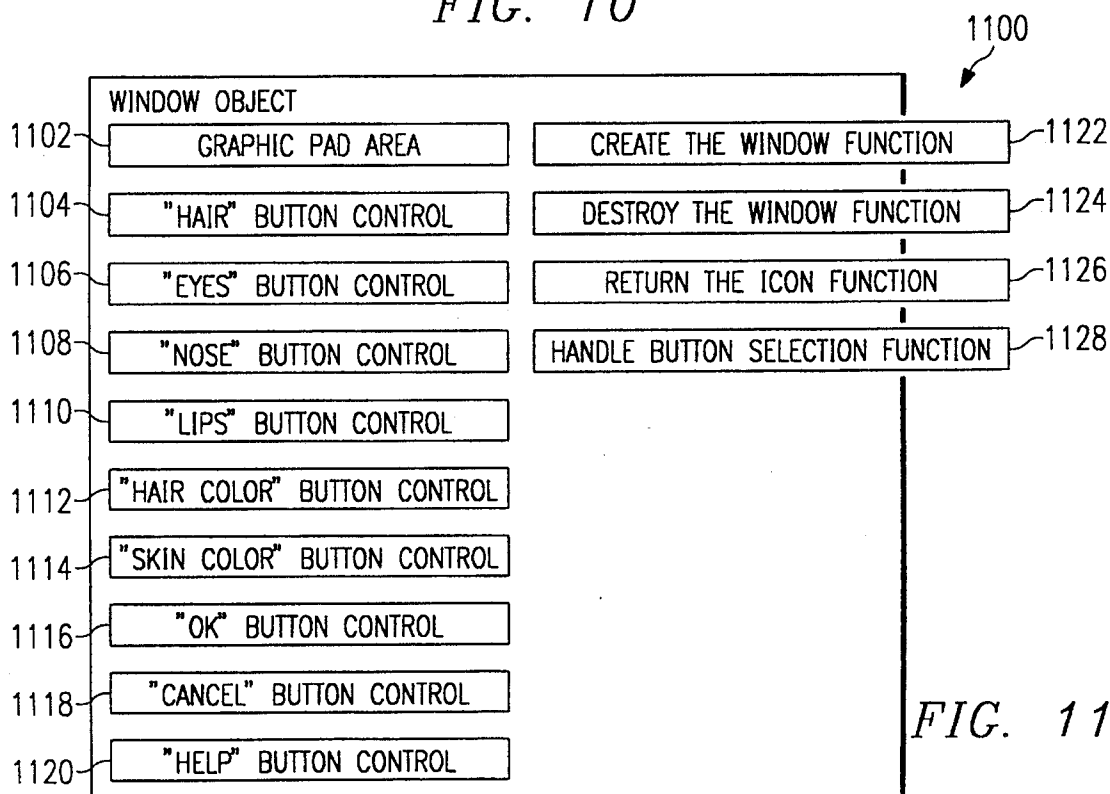 FIG. 10
1100
WINDOW OBJECT
1102 GRAPHIC PAD AREA CREATE THE WINDOW FUNCTION 1122
1104 "HAIR" BUTTON CONTROL DESTROY THE WINDOW FUNCTION 1124
1106 "EYES" BUTTON CONTROL RETURN THE ICON FUNCTION 1126
1108 "NOSE" BUTTON CONTROL HANDLE BUTTON SELECTION FUNCTION 1128
1110 "LIPS" BUTTON CONTROL
1112 "HAIR COLOR" BUTTON CONTROL
1114 "SKIN COLOR" BUTTON CONTROL
1116 "OK" BUTTON CONTROL
1118 "CANCEL" BUTTON CONTROL
1120 "HELP" BUTTON CONTROL
FIG. 11